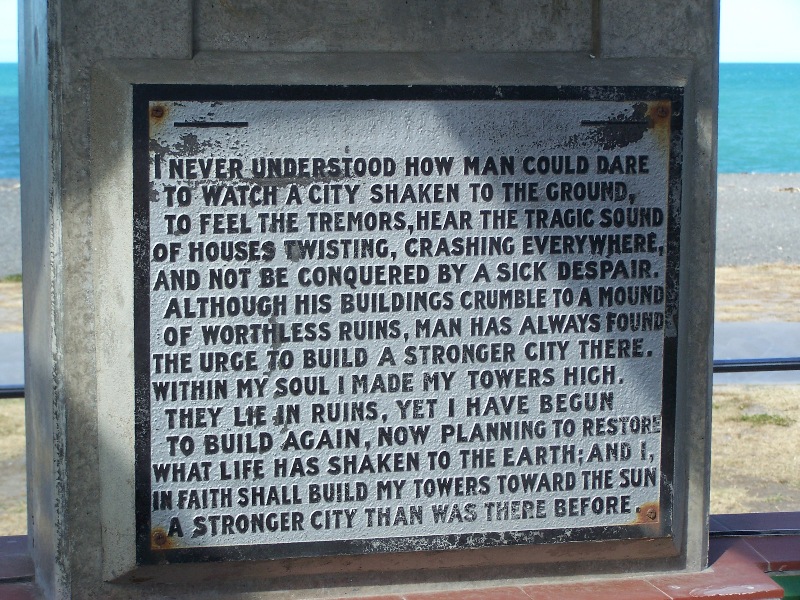 I NEVER UNDERSTOOD HOW MAN COULD DARE
TO WATCH A CITY SHAKEN TO THE GROUND,
TO FEEL THE TREMORS, HEAR THE TRAGIC SOUND
OF HOUSES TWISTING, CRASHING EVERYWHERE,
AND NOT BE CONQUERED BY A SICK DESPAIR.
ALTHOUGH HIS BUILDINGS CRUMBLE TO A MOUND
OF WORTHLESS RUINS, MAN HAS ALWAYS FOUND
THE URGE TO BUILD A STRONGER CITY THERE.
WITHIN MY SOUL I MADE MY TOWERS HIGH.
THEY LIE IN RUINS, YET I HAVE BEGUN
TO BUILD AGAIN, NOW PLANNING TO RESTORE
WHAT LIFE HAS SHAKEN TO THE EARTH; AND I,
IN FAITH SHALL BUILD MY TOWERS TOWARD THE SUN
A STRONGER CITY THAN WAS THERE BEFORE.